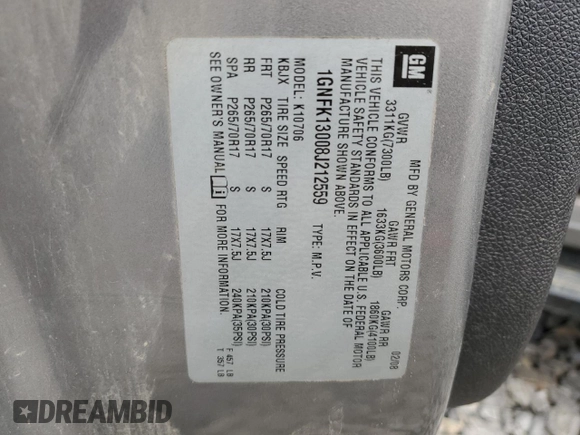 GM
MFD BY GENERAL MOTORS CORP. 02/08
GVWR GAWR FRT GAWR RR
3311KG(7300LB) 1633KG(3600LB) 1860KG(4100LB)
THIS VEHICLE CONFORMS TO ALL APPLICABLE U.S. FEDERAL MOTOR
VEHICLE SAFETY STANDARDS IN EFFECT ON THE DATE OF
MANUFACTURE SHOWN ABOVE.
1GNFK13008J212559 TYPE: M.P.V.
MODEL: K10706
KBJX TIRE SIZE SPEED RTG RIM COLD TIRE PRESSURE
FRT P265/70R17 S 17X7.5J 210KPA(30PSI)
RR P265/70R17 S 17X7.5J 210KPA(30PSI)
SPA P265/70R17 S 17X7.5J 240KPA(35PSI)
SEE OWNER'S MANUAL i FOR MORE INFORMATION.
F 457 LB
T 357 LB
DREAMBID